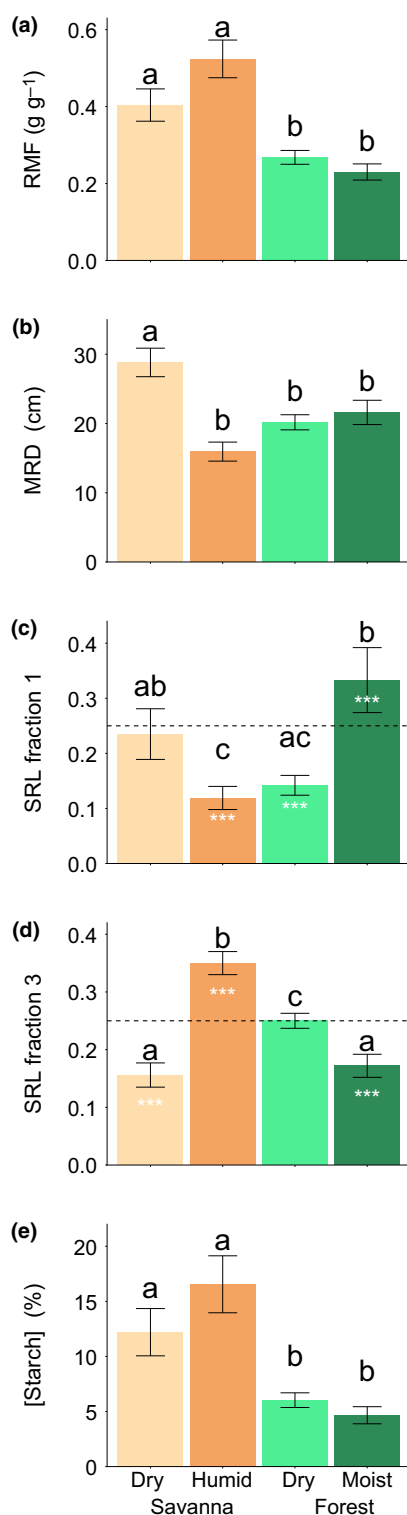 (a)
RMF (g g⁻¹)
0.6
0.4
0.2
0.0
a
a
b
b
(b)
MRD (cm)
30
20
10
0
a
b
b
b
(c)
SRL fraction 1
0.4
0.3
0.2
0.1
0.0
ab
c
ac
b
***
***
***
(d)
SRL fraction 3
0.4
0.3
0.2
0.1
0.0
a
b
c
a
***
***
***
(e)
[Starch] (%)
20
15
10
5
0
a
a
b
b
Dry Humid Dry Moist
Savanna Forest